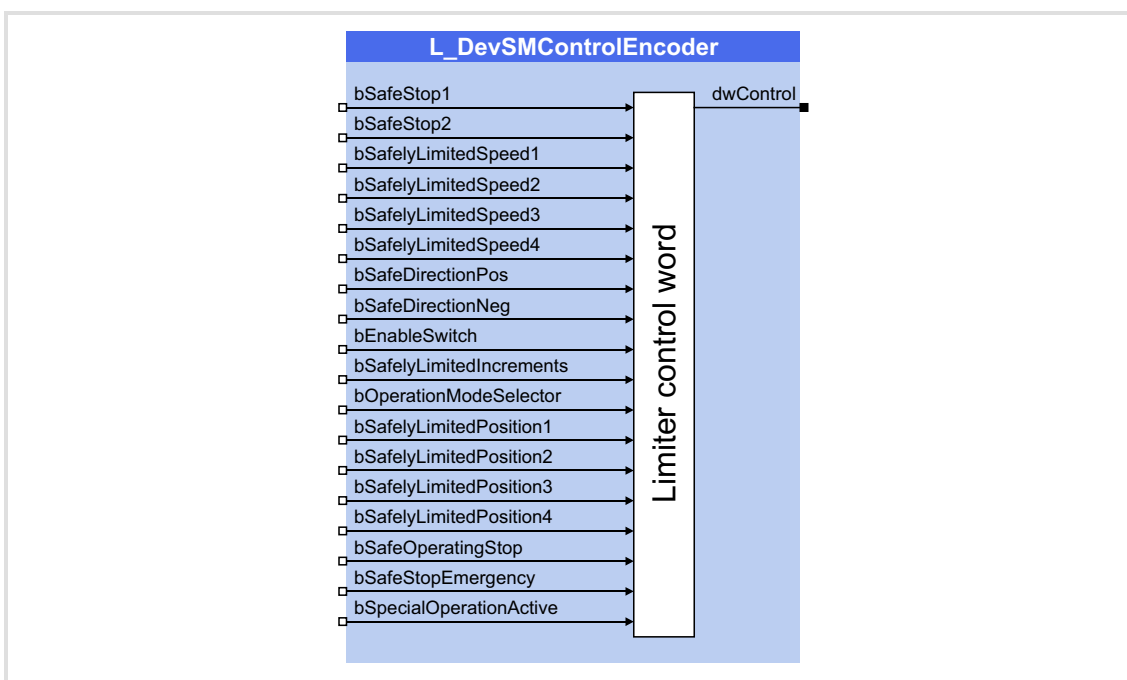 L_DevSMControlEncoder
bSafeStop1
dwControl
bSafeStop2
bSafelyLimitedSpeed1
bSafelyLimitedSpeed2
bSafelyLimitedSpeed3
bSafelyLimitedSpeed4
bSafeDirectionPos
bSafeDirectionNeg
bEnableSwitch
bSafelyLimitedIncrements
bOperationModeSelector
bSafelyLimitedPosition1
bSafelyLimitedPosition2
bSafelyLimitedPosition3
bSafelyLimitedPosition4
bSafeOperatingStop
bSafeStopEmergency
bSpecialOperationActive
Limiter control word